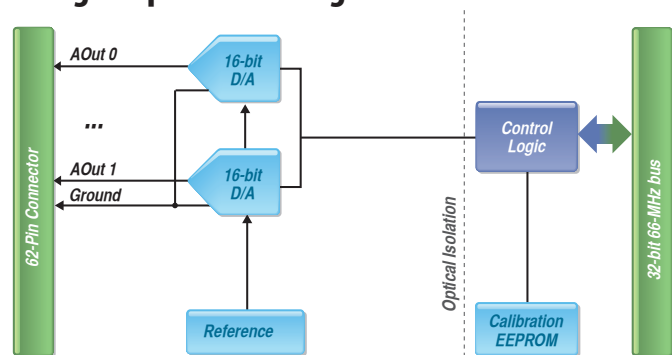 AOut 0
16-bit
D/A
...
AOut 1
Ground
16-bit
D/A
Reference
62-Pin Connector
Optical Isolation
Control
Logic
Calibration
EEPROM
32-bit 66-MHz bus